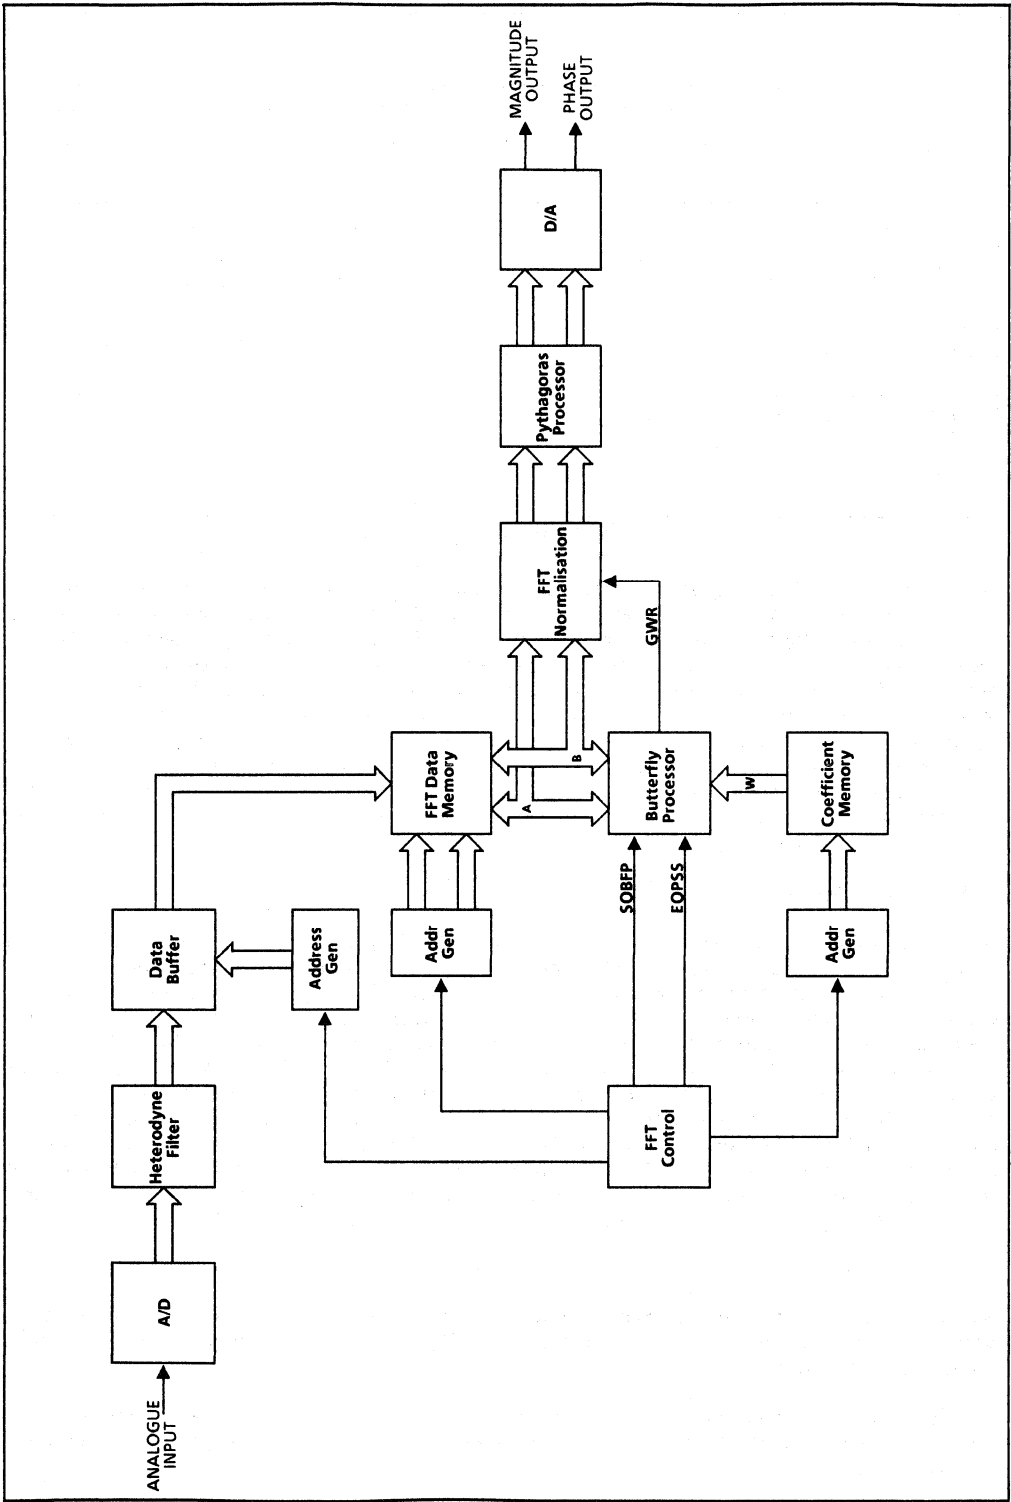 ANALOGUE
INPUT
A/D
Heterodyne
Filter
Data
Buffer
Address
Gen
Addr
Gen
FFT Data
Memory
A
B
FFT
Control
SOBFP
EOPSS
Butterfly
Processor
GWR
Addr
Gen
Coefficient
Memory
W
FFT
Normalisation
Pythagoras
Processor
D/A
MAGNITUDE
OUTPUT
PHASE
OUTPUT